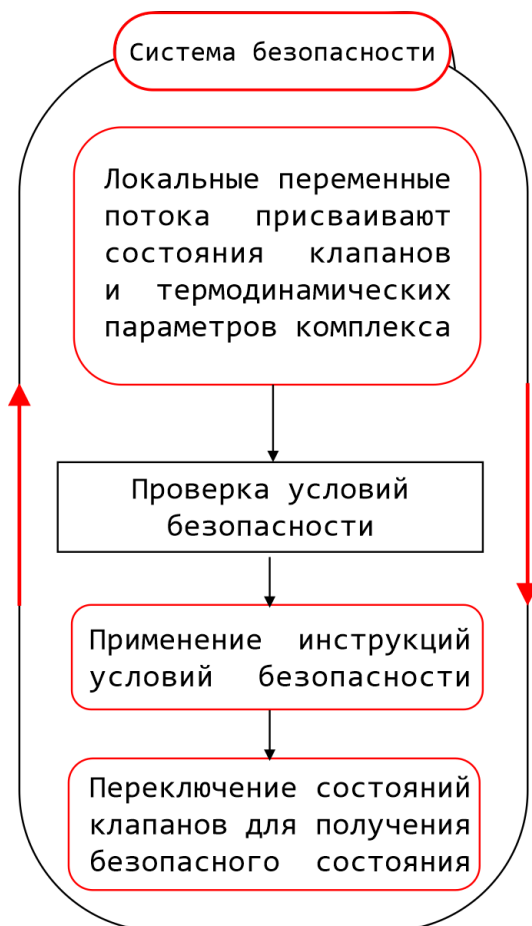 Система безопасности
Локальные переменные
потока присваивают
состояния клапанов
и термодинамических
параметров комплекса
Проверка условий
безопасности
Применение инструкций
условий безопасности
Переключение состояний
клапанов для получения
безопасного состояния